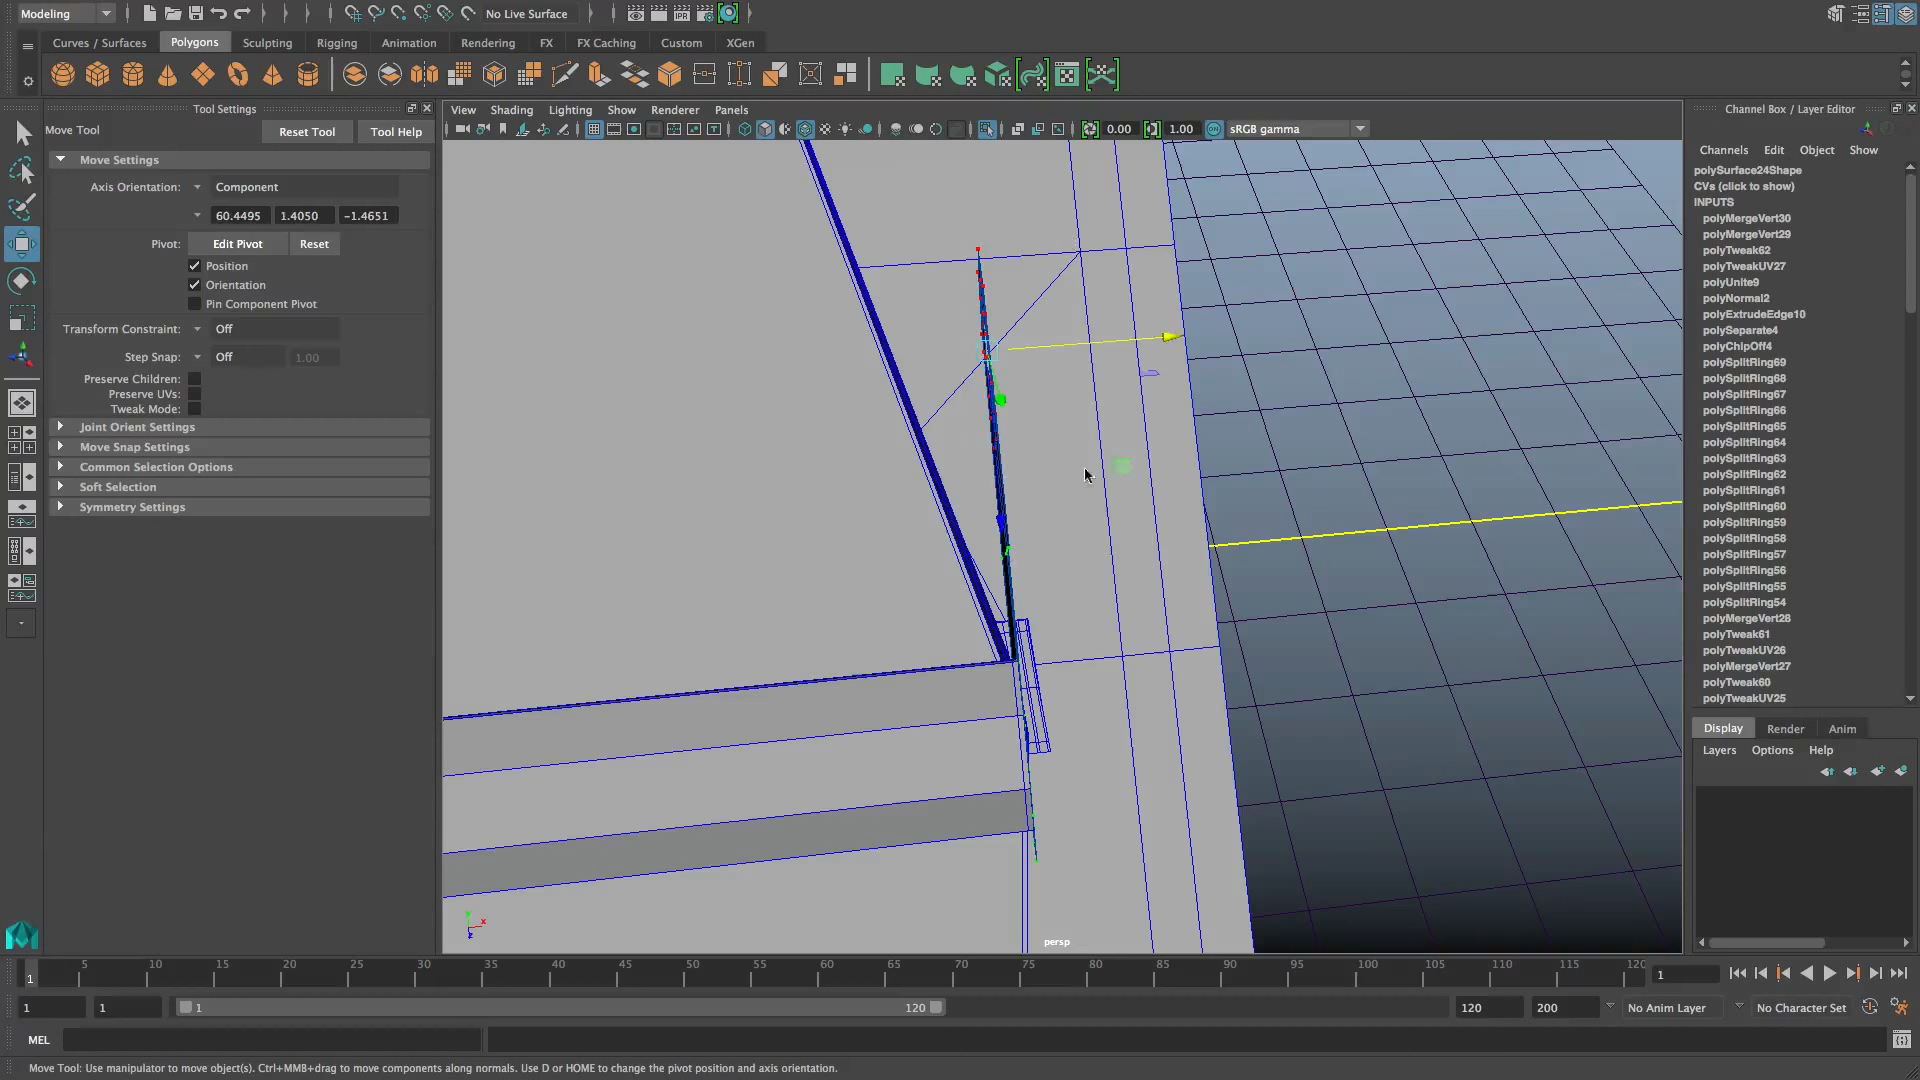 Modeling
No Live Surface
Curves / Surfaces Polygons Sculpting Rigging Animation Rendering FX FX Caching Custom XGen
Tool Settings
Move Tool
Reset Tool
Tool Help
Move Settings
Axis Orientation: Component
60.4495 1.4050 -1.4651
Pivot: Edit Pivot Reset
Position
Orientation
Pin Component Pivot
Transform Constraint: Off
Step Snap: Off 1.00
Preserve Children:
Preserve UVs:
Tweak Mode:
Joint Orient Settings
Move Snap Settings
Common Selection Options
Soft Selection
Symmetry Settings
View Shading Lighting Show Renderer Panels
0.00 1.00 sRGB gamma
persp
Channel Box / Layer Editor
Channels Edit Object Show
polySurface24Shape
CVs (click to show)
INPUTS
polyMergeVert30
polyMergeVert29
polyTweak62
polyTweakUV27
polyUnite9
polyNormal2
polyExtrudeEdge10
polySeparate4
polyChipOff4
polySplitRing69
polySplitRing68
polySplitRing67
polySplitRing66
polySplitRing65
polySplitRing64
polySplitRing63
polySplitRing62
polySplitRing61
polySplitRing60
polySplitRing59
polySplitRing58
polySplitRing57
polySplitRing56
polySplitRing55
polySplitRing54
polyMergeVert28
polyTweak61
polyTweakUV26
polyMergeVert27
polyTweak60
polyTweakUV25
Display Render Anim
Layers Options Help
1 5 10 15 20 25 30 35 40 45 50 55 60 65 70 75 80 85 90 95 100 105 110 115 120
1
1 1 1 120 120 200 No Anim Layer No Character Set
MEL
Move Tool: Use manipulator to move object(s). Ctrl+MMB+drag to move components along normals. Use D or HOME to change the pivot position and axis orientation.